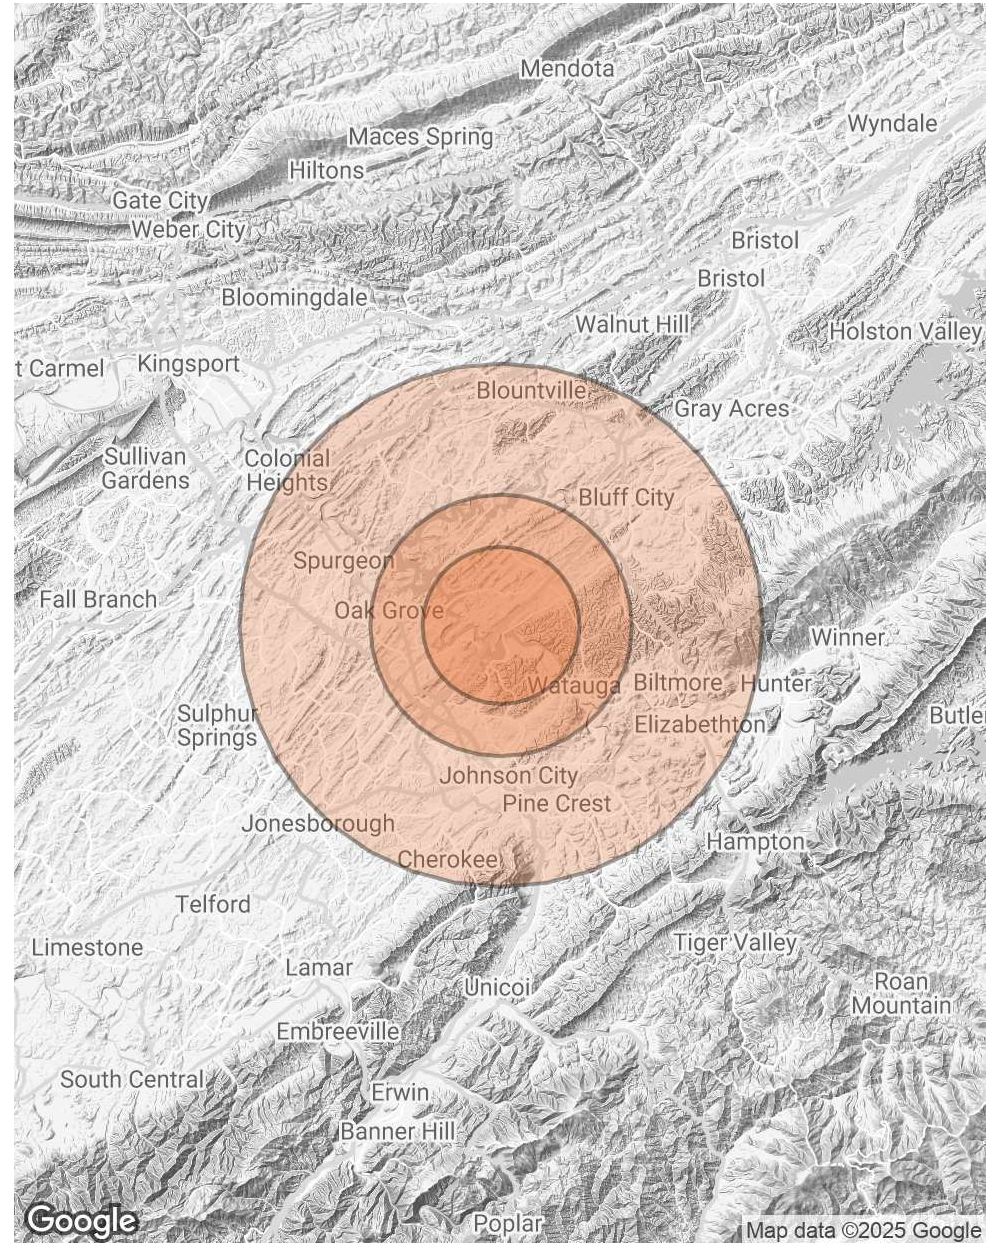 Mendota
Wyndale
Maces Spring
Hiltons
Gate City
Weber City
Bristol
Bristol
Bloomingdale
Walnut Hill
Holston Valley
t Carmel
Kingsport
Blountville
Gray Acres
Sullivan
Gardens
Colonial
Heights
Bluff City
Spurgeon
Fall Branch
Oak Grove
Winner
Watauga
Biltmore
Hunter
Sulphur
Springs
Elizabethton
Butler
Johnson City
Pine Crest
Jonesborough
Hampton
Cherokee
Telford
Limestone
Tiger Valley
Lamar
Unicoi
Roan
Mountain
Embreeville
South Central
Erwin
Banner Hill
Poplar
Google
Map data ©2025 Google